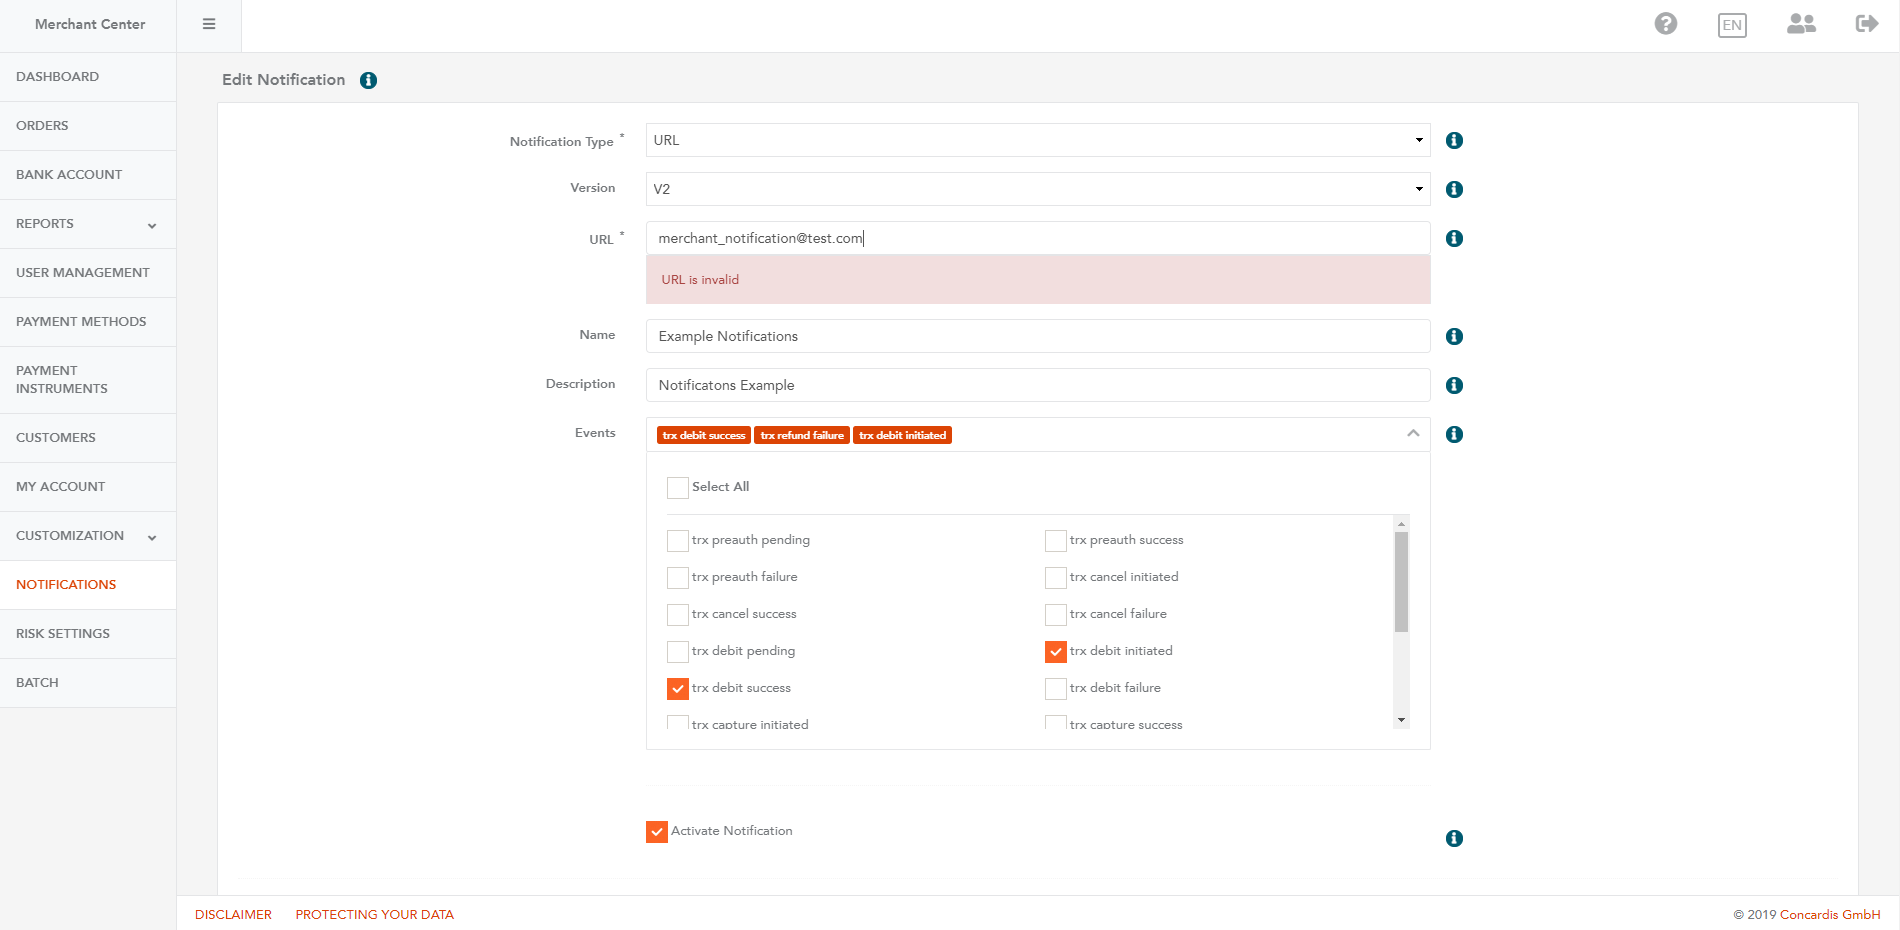 Merchant Center
EN
DASHBOARD
ORDERS
BANK ACCOUNT
REPORTS
USER MANAGEMENT
PAYMENT METHODS
PAYMENT
INSTRUMENTS
CUSTOMERS
MY ACCOUNT
CUSTOMIZATION
NOTIFICATIONS
RISK SETTINGS
BATCH
Edit Notification
Notification Type * URL
Version V2
URL * merchant_notification@test.com
URL is invalid
Name Example Notifications
Description Notificatons Example
Events trx debit success trx refund failure trx debit initiated
Select All
trx preauth pending trx preauth success
trx preauth failure trx cancel initiated
trx cancel success trx cancel failure
trx debit pending trx debit initiated
trx debit success trx debit failure
trx capture initiated trx capture success
Activate Notification
DISCLAIMER PROTECTING YOUR DATA © 2019 Concardis GmbH